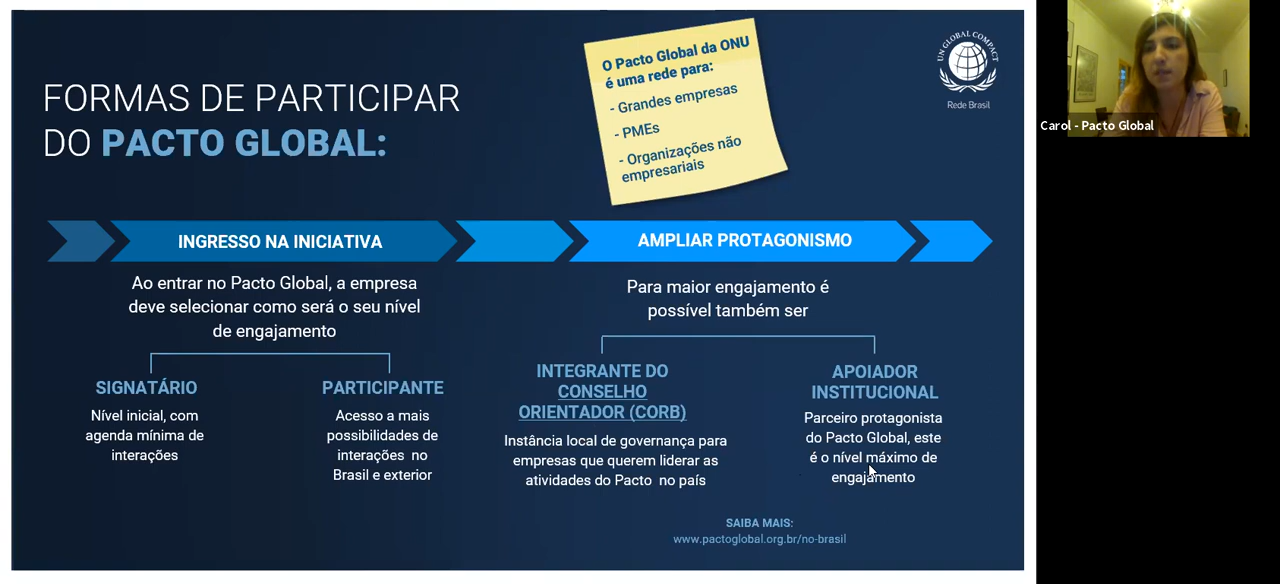 FORMAS DE PARTICIPAR
DO PACTO GLOBAL:
O Pacto Global da ONU
é uma rede para:
- Grandes empresas
- PMEs
- Organizações não
empresariais
UN GLOBAL COMPACT
Rede Brasil
Carol - Pacto Global
INGRESSO NA INICIATIVA
AMPLIAR PROTAGONISMO
Ao entrar no Pacto Global, a empresa
deve selecionar como será o seu nível
de engajamento
SIGNATÁRIO
Nível inicial, com
agenda mínima de
interações
PARTICIPANTE
Acesso a mais
possibilidades de
interações no
Brasil e exterior
Para maior engajamento é
possível também ser
INTEGRANTE DO
CONSELHO
ORIENTADOR (CORB)
Instância local de governança para
empresas que querem liderar as
atividades do Pacto no país
APOIADOR
INSTITUCIONAL
Parceiro protagonista
do Pacto Global, este
é o nível máximo de
engajamento
SAIBA MAIS:
www.pactoglobal.org.br/no-brasil